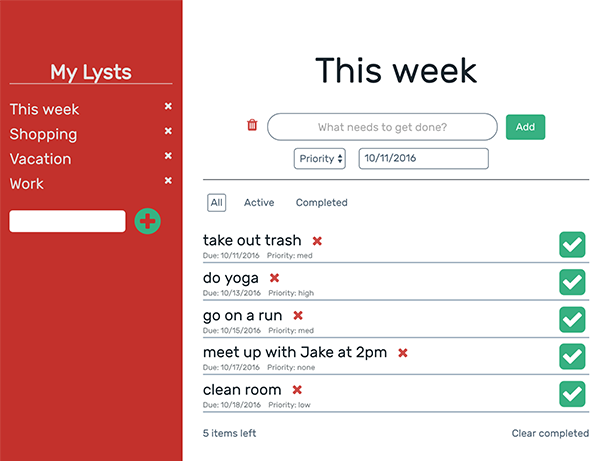 My Lysts
This week
Shopping
Vacation
Work
This week
What needs to get done?
Add
Priority
10/11/2016
All Active Completed
take out trash
Due: 10/11/2016 Priority: med
do yoga
Due: 10/13/2016 Priority: high
go on a run
Due: 10/15/2016 Priority: med
meet up with Jake at 2pm
Due: 10/17/2016 Priority: none
clean room
Due: 10/18/2016 Priority: low
5 items left Clear completed